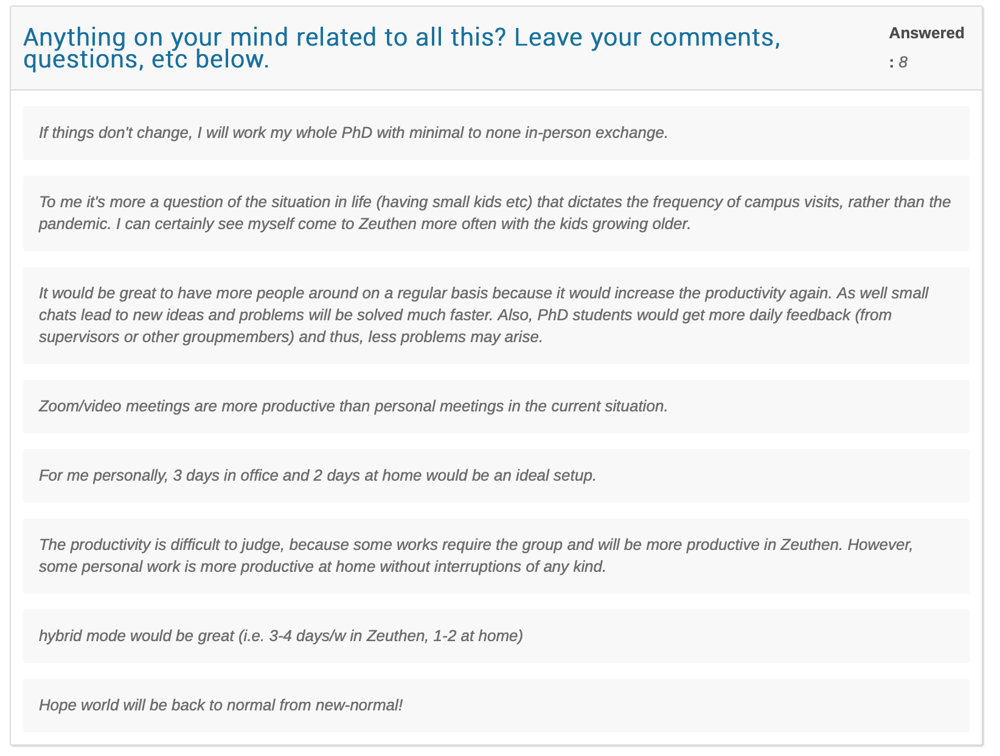 Anything on your mind related to all this? Leave your comments,
questions, etc below.
Answered
: 8
If things don't change, I will work my whole PhD with minimal to none in-person exchange.
To me it's more a question of the situation in life (having small kids etc) that dictates the frequency of campus visits, rather than the
pandemic. I can certainly see myself come to Zeuthen more often with the kids growing older.
It would be great to have more people around on a regular basis because it would increase the productivity again. As well small
chats lead to new ideas and problems will be solved much faster. Also, PhD students would get more daily feedback (from
supervisors or other groupmembers) and thus, less problems may arise.
Zoom/video meetings are more productive than personal meetings in the current situation.
For me personally, 3 days in office and 2 days at home would be an ideal setup.
The productivity is difficult to judge, because some works require the group and will be more productive in Zeuthen. However,
some personal work is more productive at home without interruptions of any kind.
hybrid mode would be great (i.e. 3-4 days/w in Zeuthen, 1-2 at home)
Hope world will be back to normal from new-normal!